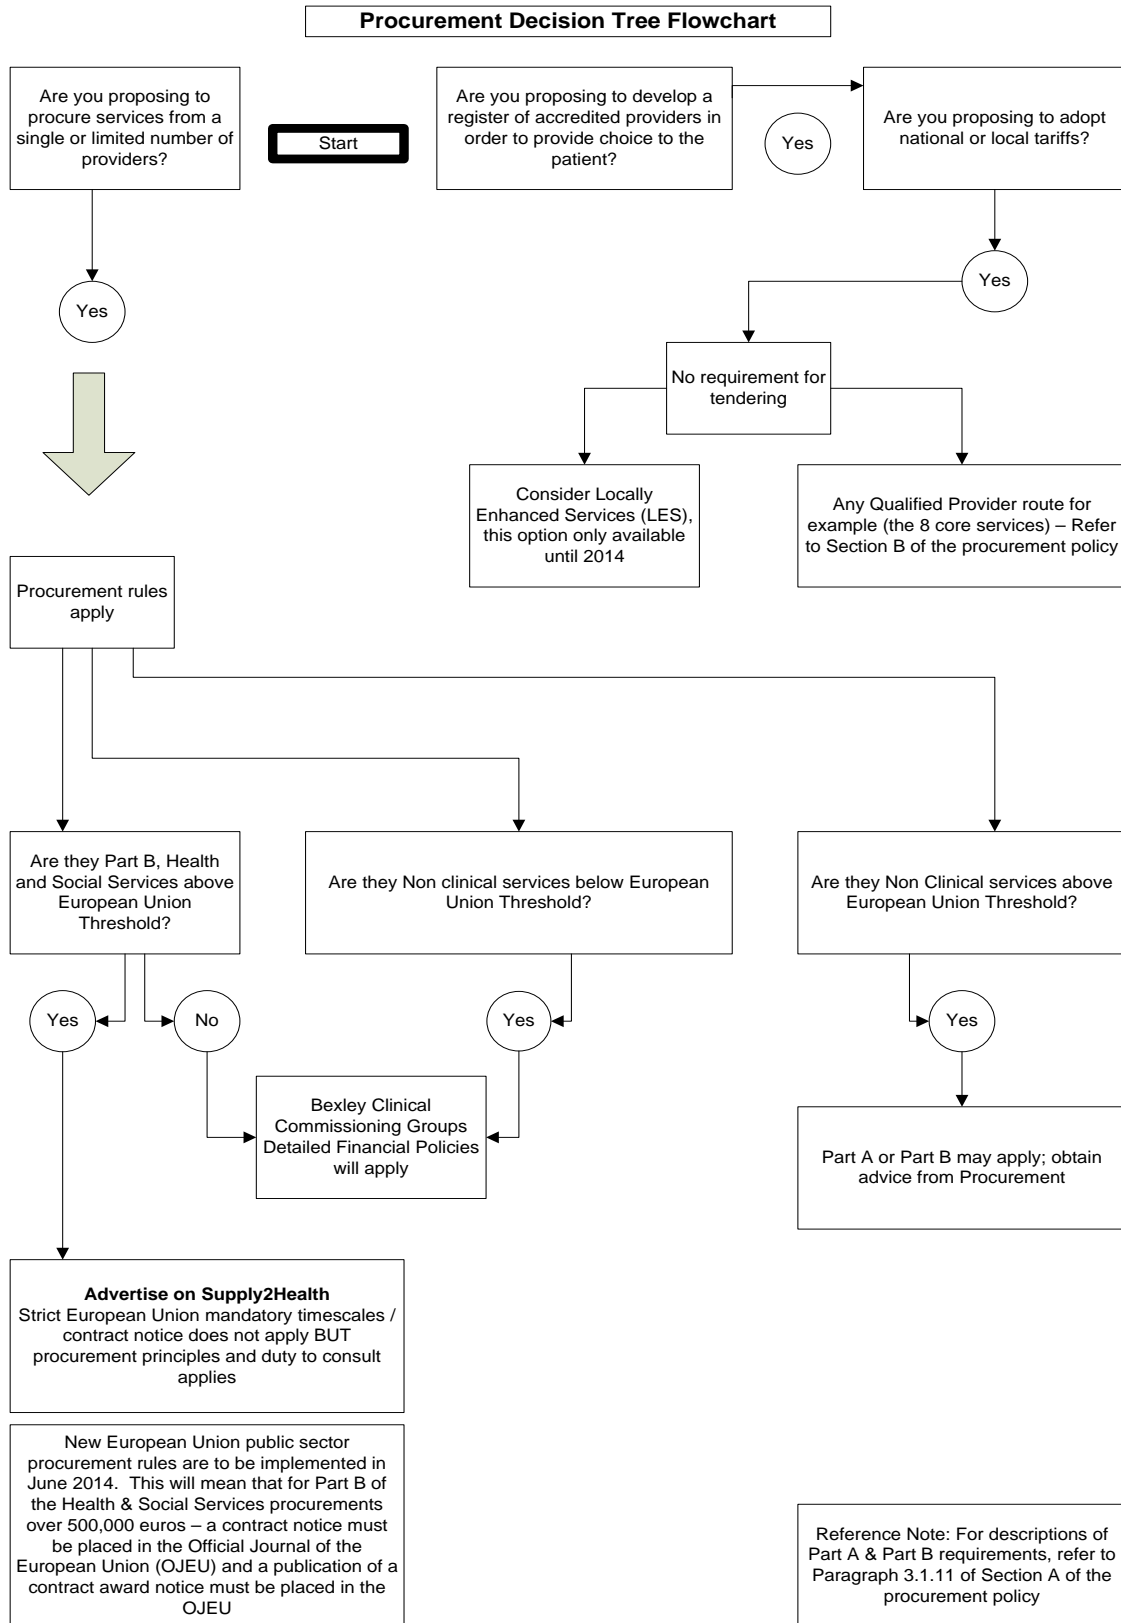 Procurement Decision Tree Flowchart
Are you proposing to
procure services from a
single or limited number of
providers?
Start
Are you proposing to develop a
register of accredited providers in
order to provide choice to the
patient?
Yes
Are you proposing to adopt
national or local tariffs?
Yes
Yes
No requirement for
tendering
Consider Locally
Enhanced Services (LES),
this option only available
until 2014
Any Qualified Provider route for
example (the 8 core services) – Refer
to Section B of the procurement policy
Procurement rules
apply
Are they Part B, Health
and Social Services above
European Union
Threshold?
Are they Non clinical services below European
Union Threshold?
Are they Non Clinical services above
European Union Threshold?
Yes
No
Yes
Yes
Bexley Clinical
Commissioning Groups
Detailed Financial Policies
will apply
Part A or Part B may apply; obtain
advice from Procurement
Advertise on Supply2Health
Strict European Union mandatory timescales /
contract notice does not apply BUT
procurement principles and duty to consult
applies
New European Union public sector
procurement rules are to be implemented in
June 2014.  This will mean that for Part B of
the Health & Social Services procurements
over 500,000 euros – a contract notice must
be placed in the Official Journal of the
European Union (OJEU) and a publication of a
contract award notice must be placed in the
OJEU
Reference Note: For descriptions of
Part A & Part B requirements, refer to
Paragraph 3.1.11 of Section A of the
procurement policy